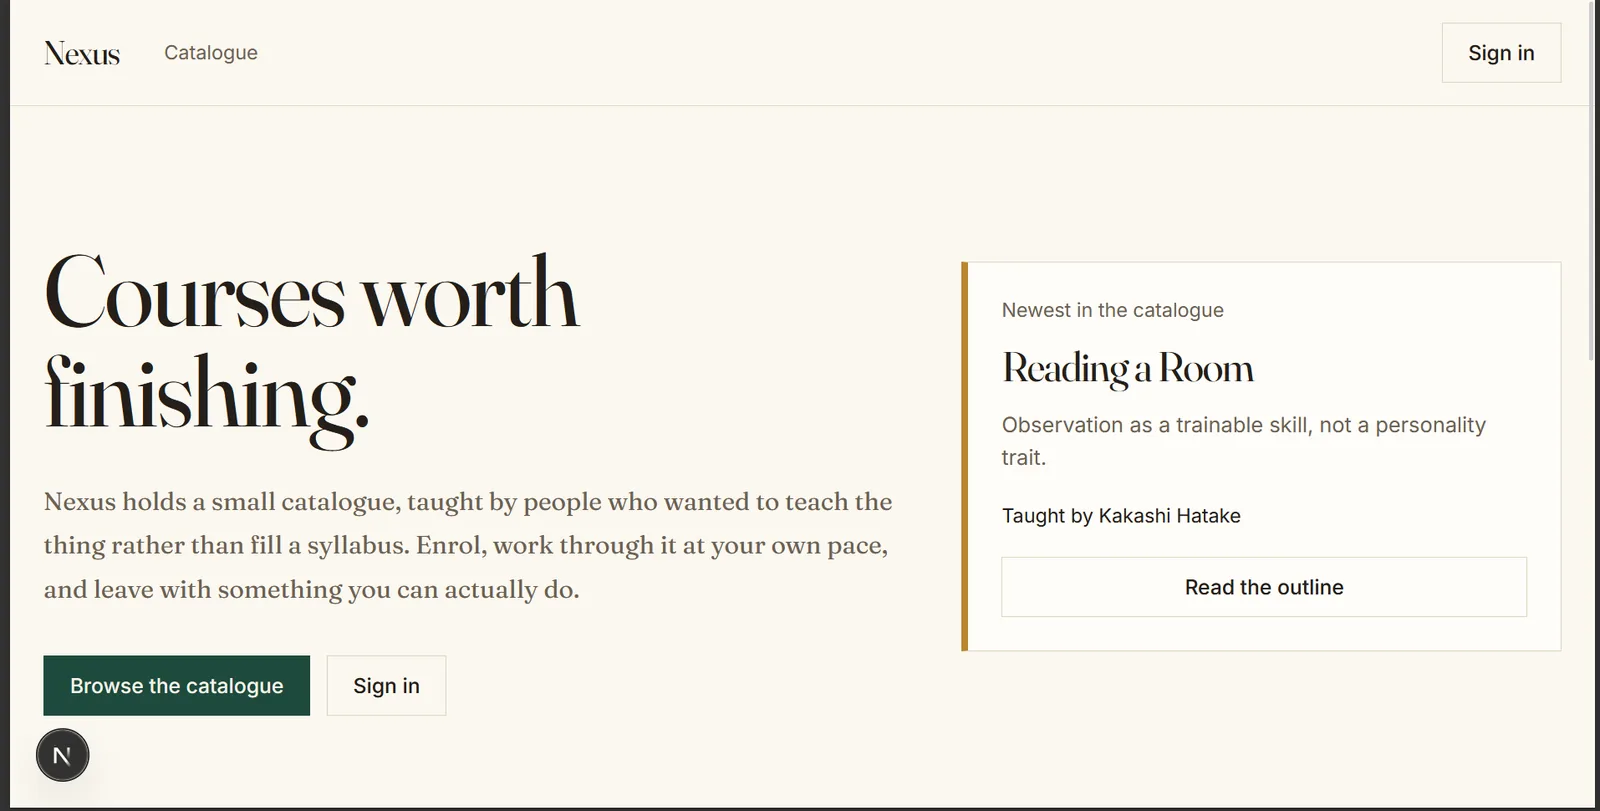 Nexus
Catalogue
Sign in
Courses worth
finishing.
Nexus holds a small catalogue, taught by people who wanted to teach the
thing rather than fill a syllabus. Enrol, work through it at your own pace,
and leave with something you can actually do.
Browse the catalogue
Sign in
Newest in the catalogue
Reading a Room
Observation as a trainable skill, not a personality
trait.
Taught by Kakashi Hatake
Read the outline
N